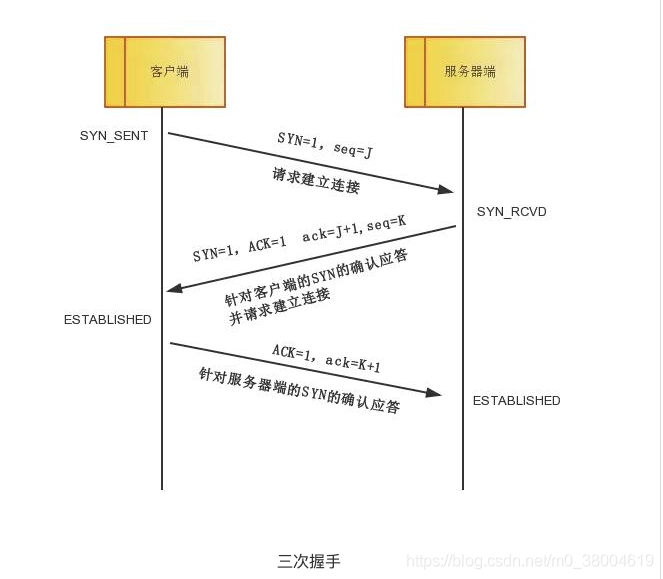 客户端
服务器端
SYN_SENT
SYN=1, seq=J
请求建立连接
SYN_RCVD
SYN=1, ACK=1 ack=J+1,seq=K
针对客户端的SYN的确认应答
并请求建立连接
ESTABLISHED
ACK=1, ack=K+1
针对服务器端的SYN的确认应答
ESTABLISHED
三次握手
https://blog.csdn.net/m0_38004619